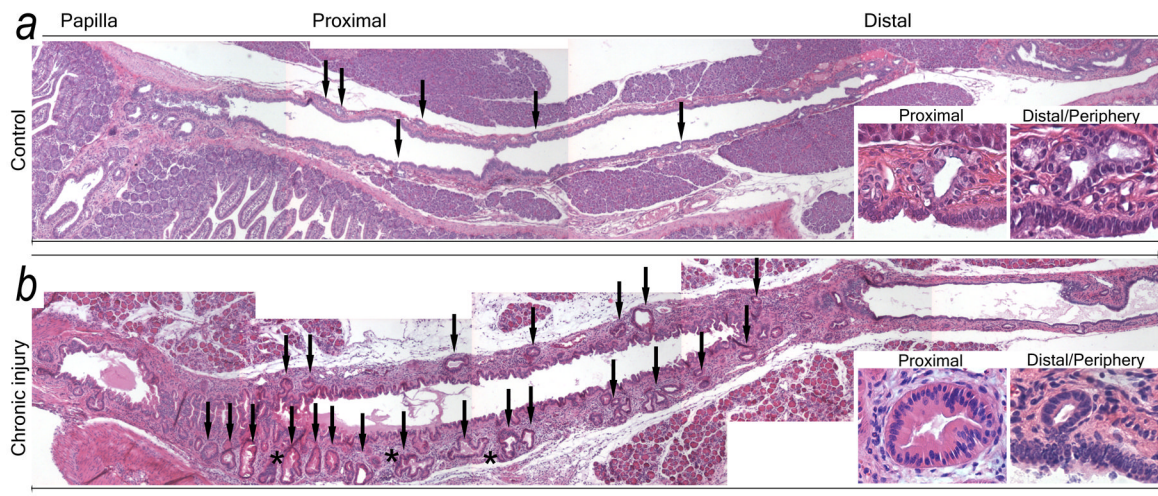 a
Papilla
Proximal
Distal
Control
Proximal
Distal/Periphery
b
Chronic injury
*
*
*
Proximal
Distal/Periphery